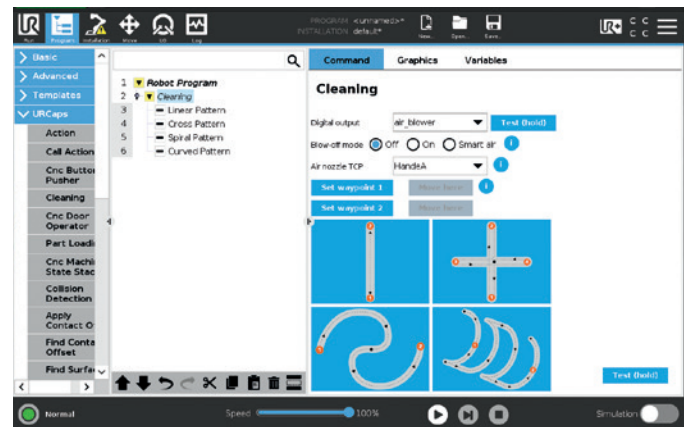 UR
Run
Program
Installation
Move
I/O
Log
PROGRAM <unnamed>*
INSTALLATION default*
New...
Open...
Save...
UR+
C C
C C
Basic
Advanced
Templates
URCaps
Action
Call Action
Cnc Button
Pusher
Cleaning
Cnc Door
Operator
Part Loadi
Cnc Machi
State Stac
Collision
Detection
Apply
Contact O
Find Conta
Offset
Find Surfa
1 Robot Program
2 Cleaning
3 Linear Pattern
4 Cross Pattern
5 Spiral Pattern
6 Curved Pattern
Command Graphics Variables
Cleaning
Digital output air_blower Test (hold)
Blow-off mode Off On Smart air i
Air nozzle TCP HandeA i
Set waypoint 1 Move here i
Set waypoint 2 Move here
Test (hold)
Normal
Speed 100%
Simulation